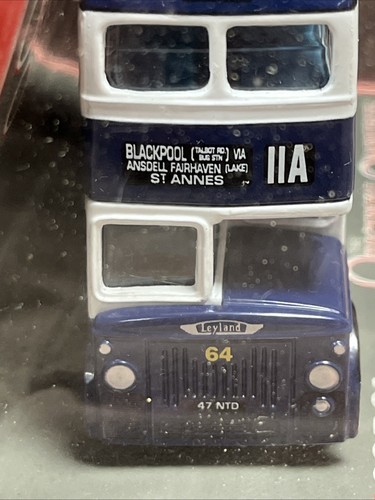 BLACKPOOL (TALBOT RD. BUS STN) VIA
ANSDELL FAIRHAVEN (LAKE)
ST ANNES
11A
Leyland
64
47 NTD